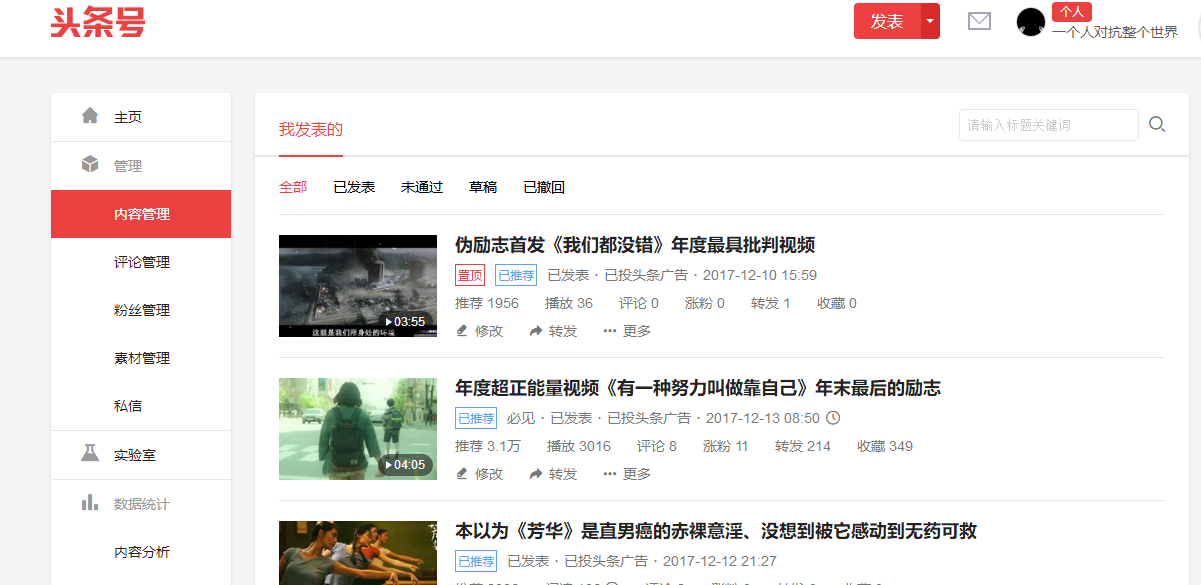 头条号
发表
个人
一个人对抗整个世界
主页
管理
内容管理
评论管理
粉丝管理
素材管理
私信
实验室
数据统计
内容分析
我发表的
请输入标题关键词
全部 已发表 未通过 草稿 已撤回
这就是我们所身处的环境
03:55
伪励志首发《我们都没错》年度最具批判视频
置顶 已推荐 已发表 · 已投头条广告 · 2017-12-10 15:59
推荐 1956 播放 36 评论 0 涨粉 0 转发 1 收藏 0
修改 转发 更多
04:05
年度超正能量视频《有一种努力叫做靠自己》年末最后的励志
已推荐 必见 · 已发表 · 已投头条广告 · 2017-12-13 08:50
推荐 3.1万 播放 3016 评论 8 涨粉 11 转发 214 收藏 349
修改 转发 更多
本以为《芳华》是直男癌的赤裸意淫、没想到被它感动到无药可救
已推荐 已发表 · 已投头条广告 · 2017-12-12 21:27